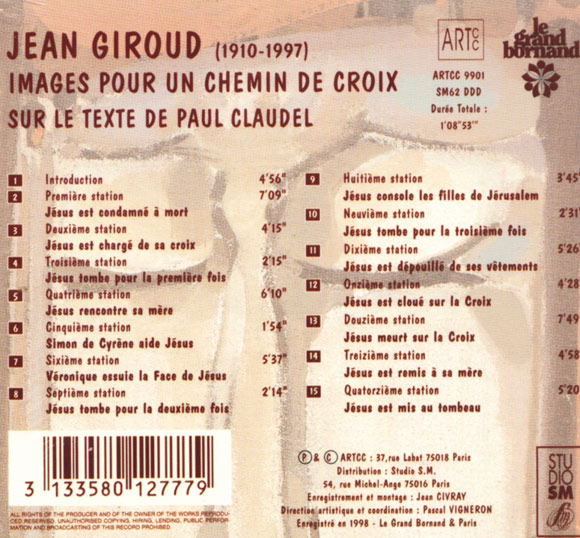 JEAN GIROUD (1910-1997)
IMAGES POUR UN CHEMIN DE CROIX
SUR LE TEXTE DE PAUL CLAUDEL
ART CC
le
grand
bornand
ARTCC 9901
SM62 DDD
Durée Totale :
1'08'53"
1 Introduction 4'56"
2 Première station 7'09"
Jésus est condamné à mort
3 Deuxième station 4'15"
Jésus est chargé de sa croix
4 Troisième station 2'15"
Jésus tombe pour la première fois
5 Quatrième station 6'10"
Jésus rencontre sa mère
6 Cinquième station 1'54"
Simon de Cyrène aide Jésus
7 Sixième station 5'37"
Véronique essuie la Face de Jésus
8 Septième station 2'14"
Jésus tombe pour la deuxième fois
9 Huitième station 3'45"
Jésus console les filles de Jérusalem
10 Neuvième station 2'31"
Jésus tombe pour la troisième fois
11 Dixième station 5'26"
Jésus est dépouillé de ses vêtements
12 Onzième station 4'28"
Jésus est cloué sur la Croix
13 Douzième station 7'49"
Jésus meurt sur la Croix
14 Treizième station 4'58"
Jésus est remis à sa mère
15 Quatorzième station 5'20
Jésus est mis au tombeau
3 133580 127779
ALL RIGHTS OF THE PRODUCER AND OF THE OWNER OF THE WORKS REPRODU-
CED RESERVED. UNAUTHORISED COPYING, HIRING, LENDING, PUBLIC PERFOR-
MATION AND BROADCASTING OF THIS RECORD PROHIBED.
℗ & © ARTCC : 37,rue Labat 75018 Paris
Distribution : Studio S.M.
54, rue Michel-Ange 75016 Paris
Enregistrement et montage : Jean CIVRAY
Direction artistique et coordination : Pascal VIGNERON
Enregistré en 1998 - Le Grand Bornand & Paris
STU
DIO
SM